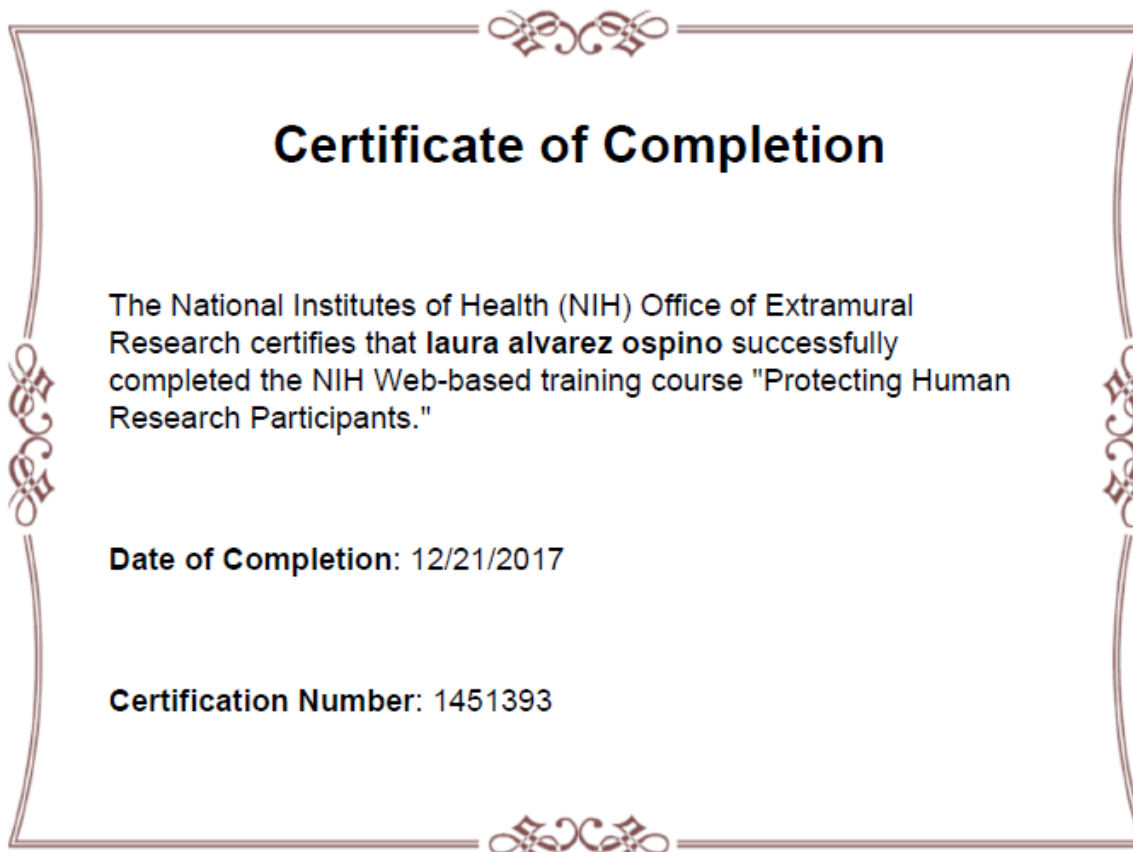 Certificate of Completion
The National Institutes of Health (NIH) Office of Extramural
Research certifies that laura alvarez ospino successfully
completed the NIH Web-based training course "Protecting Human
Research Participants."
Date of Completion: 12/21/2017
Certification Number: 1451393